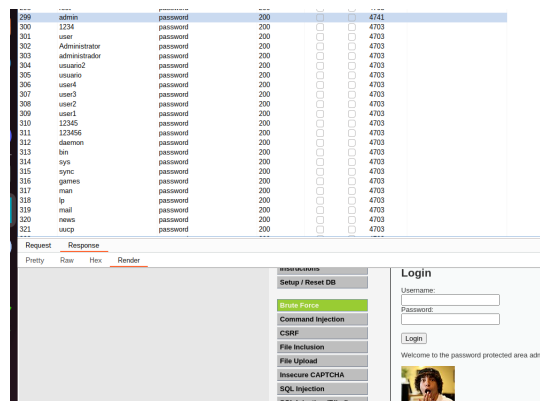 299 admin password 200 4741
300 1234 password 200 4703
301 user password 200 4703
302 Administrator password 200 4703
303 administrador password 200 4703
304 usuario2 password 200 4703
305 usuario password 200 4703
306 user4 password 200 4703
307 user3 password 200 4703
308 user2 password 200 4703
309 user1 password 200 4703
310 12345 password 200 4703
311 123456 password 200 4703
312 daemon password 200 4703
313 bin password 200 4703
314 sys password 200 4703
315 sync password 200 4703
316 games password 200 4703
317 man password 200 4703
318 lp password 200 4703
319 mail password 200 4703
320 news password 200 4703
321 uucp password 200 4703
Request Response
Pretty Raw Hex Render
Instructions
Setup / Reset DB
Brute Force
Command Injection
CSRF
File Inclusion
File Upload
Insecure CAPTCHA
SQL Injection
Login
Username:
Password:
Login
Welcome to the password protected area adm